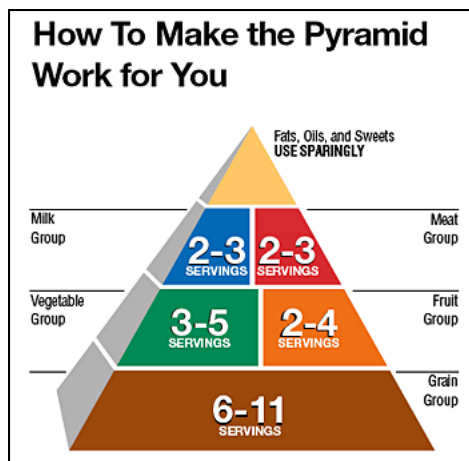 How To Make the Pyramid
Work for You
Fats, Oils, and Sweets
USE SPARINGLY
Milk
Group
2-3
SERVINGS
2-3
SERVINGS
Meat
Group
Vegetable
Group
3-5
SERVINGS
2-4
SERVINGS
Fruit
Group
6-11
SERVINGS
Grain
Group